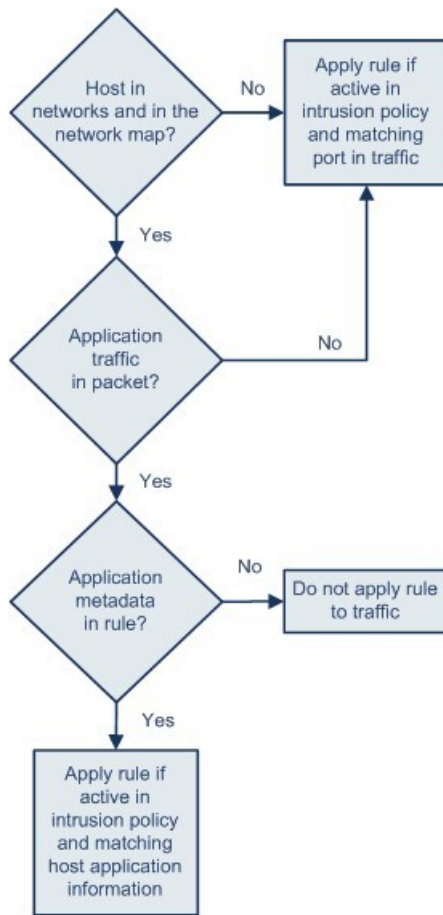 Host in
networks and in the
network map?
No
Apply rule if
active in
intrusion policy
and matching
port in traffic
Yes
Application
traffic
in packet?
No
Yes
Application
metadata
in rule?
No
Do not apply rule
to traffic
Yes
Apply rule if
active in
intrusion policy
and matching
host application
information